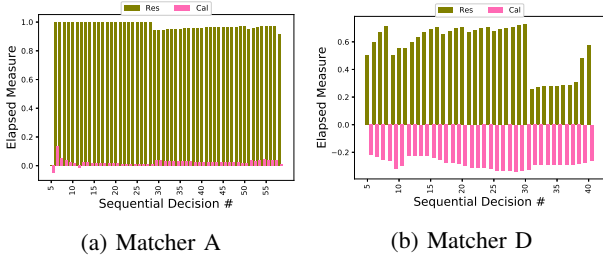 Res Cal
Elapsed Measure
1.0
0.8
0.6
0.4
0.2
0.0
5 10 15 20 25 30 35 40 45 50 55
Sequential Decision #
(a) Matcher A
Res Cal
Elapsed Measure
0.6
0.4
0.2
0.0
−0.2
5 10 15 20 25 30 35 40
Sequential Decision #
(b) Matcher D